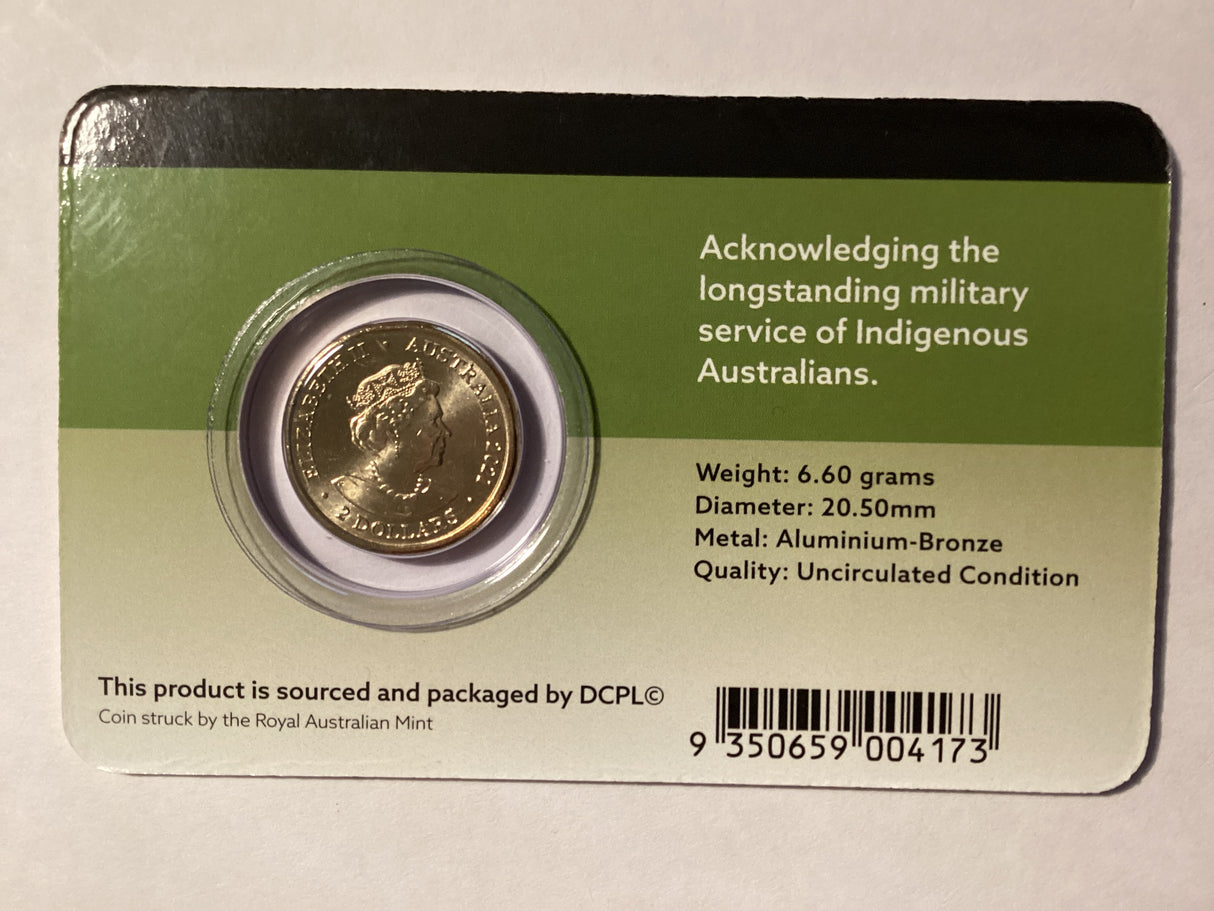 Acknowledging the
longstanding military
service of Indigenous
Australians.
ELIZABETH II AUSTRALIA 2021
2 DOLLARS
Weight: 6.60 grams
Diameter: 20.50mm
Metal: Aluminium-Bronze
Quality: Uncirculated Condition
This product is sourced and packaged by DCPL©
Coin struck by the Royal Australian Mint
9 350659 004173